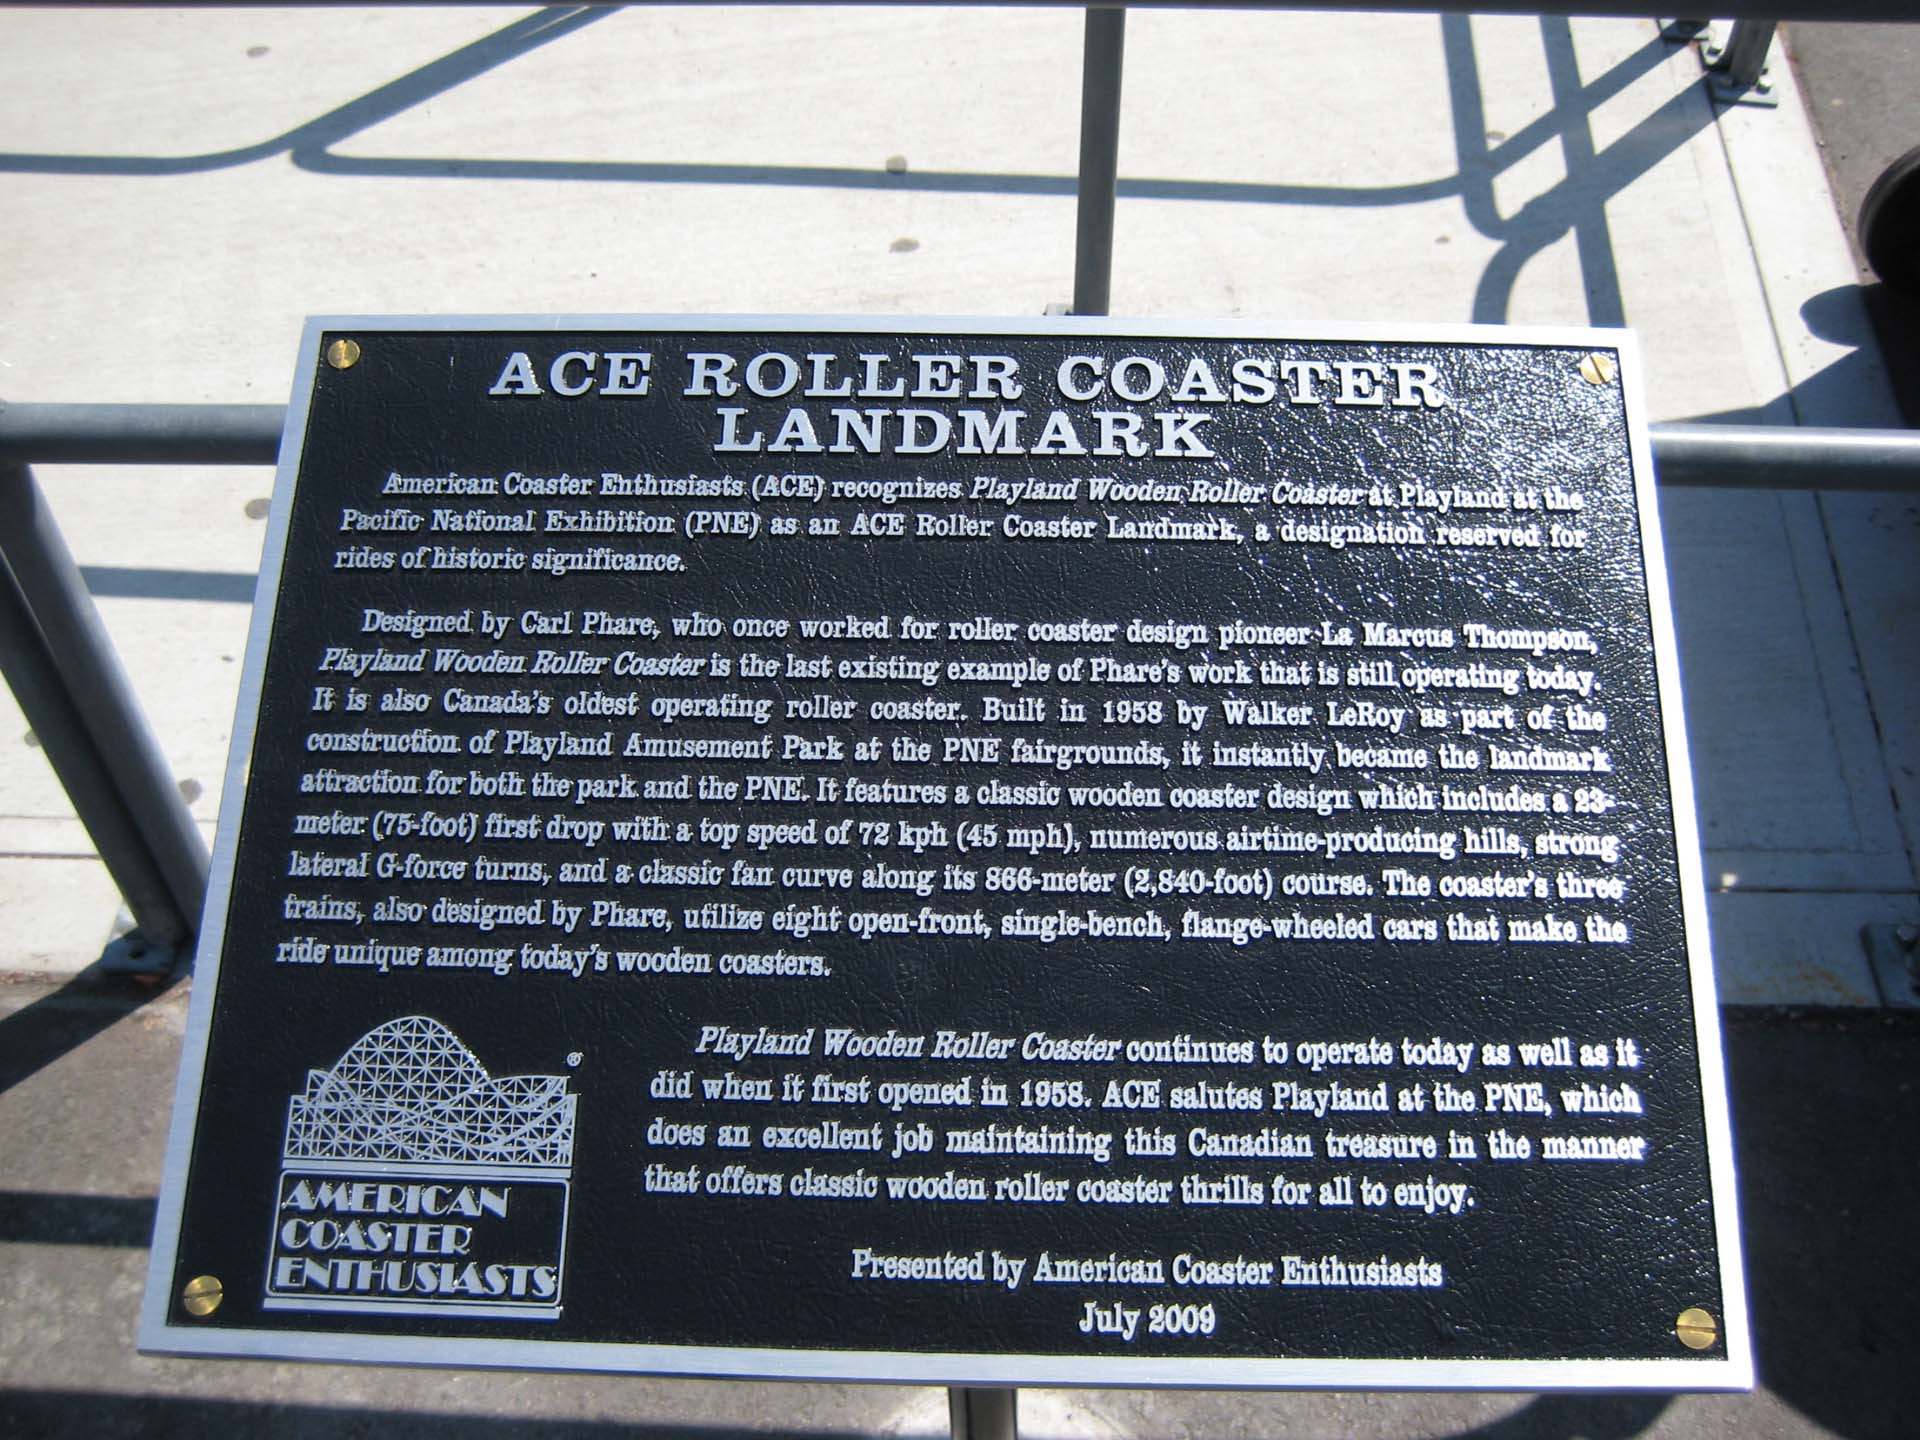 ACE ROLLER COASTER
LANDMARK
American Coaster Enthusiasts (ACE) recognizes Playland Wooden Roller Coaster at Playland at the
Pacific National Exhibition (PNE) as an ACE Roller Coaster Landmark, a designation reserved for
rides of historic significance.
Designed by Carl Phare, who once worked for roller coaster design pioneer La Marcus Thompson,
Playland Wooden Roller Coaster is the last existing example of Phare's work that is still operating today.
It is also Canada's oldest operating roller coaster. Built in 1958 by Walker LeRoy as part of the
construction of Playland Amusement Park at the PNE fairgrounds, it instantly became the landmark
attraction for both the park and the PNE. It features a classic wooden coaster design which includes a 23-
meter (75-foot) first drop with a top speed of 72 kph (45 mph), numerous airtime-producing hills, strong
lateral G-force turns, and a classic fan curve along its 866-meter (2,840-foot) course. The coaster's three
trains, also designed by Phare, utilize eight open-front, single-bench, flange-wheeled cars that make the
ride unique among today's wooden coasters.
Playland Wooden Roller Coaster continues to operate today as well as it
did when it first opened in 1958. ACE salutes Playland at the PNE, which
does an excellent job maintaining this Canadian treasure in the manner
that offers classic wooden roller coaster thrills for all to enjoy.
®
AMERICAN
COASTER
ENTHUSIASTS
Presented by American Coaster Enthusiasts
July 2009